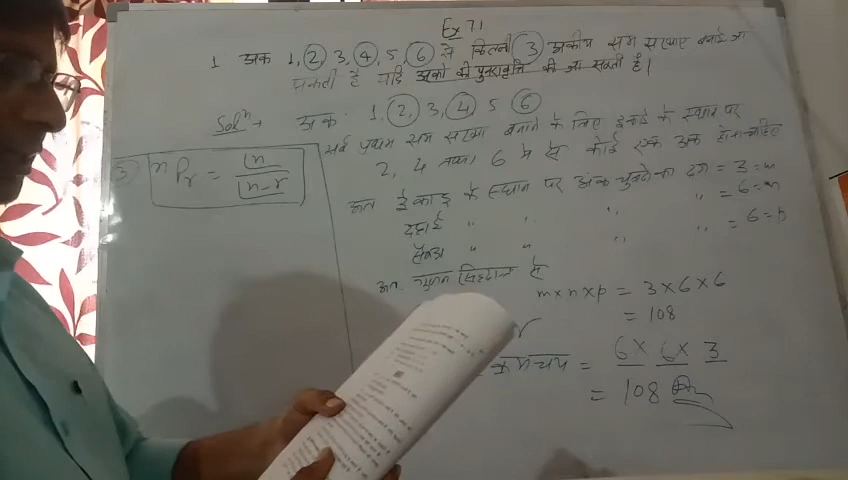 Ex 7.1
1 अंक 1, 2, 3, 4, 5, 6 से कितनी 3 अंकीय सम संख्याएं बनाई जा
सकती है यदि अंकों की पुनरावृत्ति की जा सकती है।
Solⁿ → अंक 1, 2, 3, 4, 5 6
सर्व प्रथम सम संख्या बनाने के लिए इकाई के स्थान पर
2, 4 तथा 6 में से कोई एक अंक होना चाहिए
अतः इकाई के स्थान पर अंक चुनने का ढंग = 3 = m
दहाई " " " " = 6 = n
सैकडा " " " " = 6 = p
अतः गुणन सिद्धान्त से
m × n × p = 3 × 6 × 6
= 108
= क्रमचय = 6 × 6 × 3
= 108 Ans
3) ⁿPᵣ = |n / |n-r